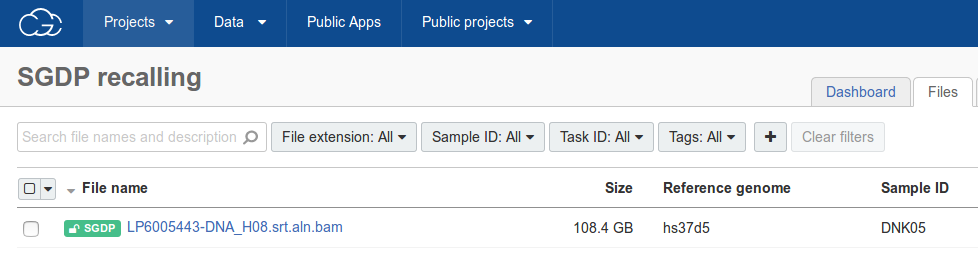 Projects Data Public Apps Public projects
SGDP recalling
Dashboard Files
Search file names and description File extension: All Sample ID: All Task ID: All Tags: All + Clear filters
File name Size Reference genome Sample ID
SGDP LP6005443-DNA_H08.srt.aln.bam 108.4 GB hs37d5 DNK05